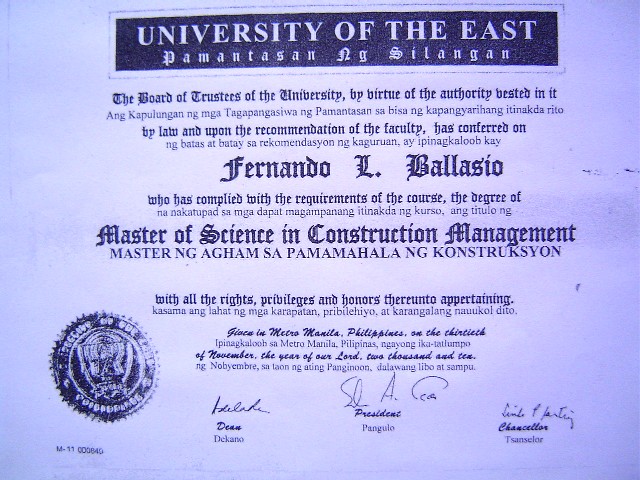 UNIVERSITY OF THE EAST
Pamantasan Ng Silangan
The Board of Trustees of the University, by virtue of the authority vested in it
Ang Kapulungan ng mga Tagapangasiwa ng Pamantasan sa bisa ng kapangyarihang itinakda rito
by law and upon the recommendation of the faculty, has conferred on
ng batas at batay sa rekomendasyon ng kaguruan, ay ipinagkaloob kay
Fernando L. Ballasio
who has complied with the requirements of the course, the degree of
na nakatupad sa mga dapat magampanang itinakda ng kurso, ang titulo ng
Master of Science in Construction Management
MASTER NG AGHAM SA PAMAMAHALA NG KONSTRUKSYON
with all the rights, privileges and honors thereunto appertaining.
kasama ang lahat ng mga karapatan, pribilehiyo, at karangalang nauukol dito.
Given in Metro Manila, Philippines, on the thirtieth
Ipinagkaloob sa Metro Manila, Pilipinas, ngayong ika-tatlumpo
of November, the year of our Lord, two thousand and ten.
ng Nobyembre, sa taon ng ating Panginoon, dalawang libo at sampu.
Dean
Dekano
President
Pangulo
Chancellor
Tsanselor
M-11 000849